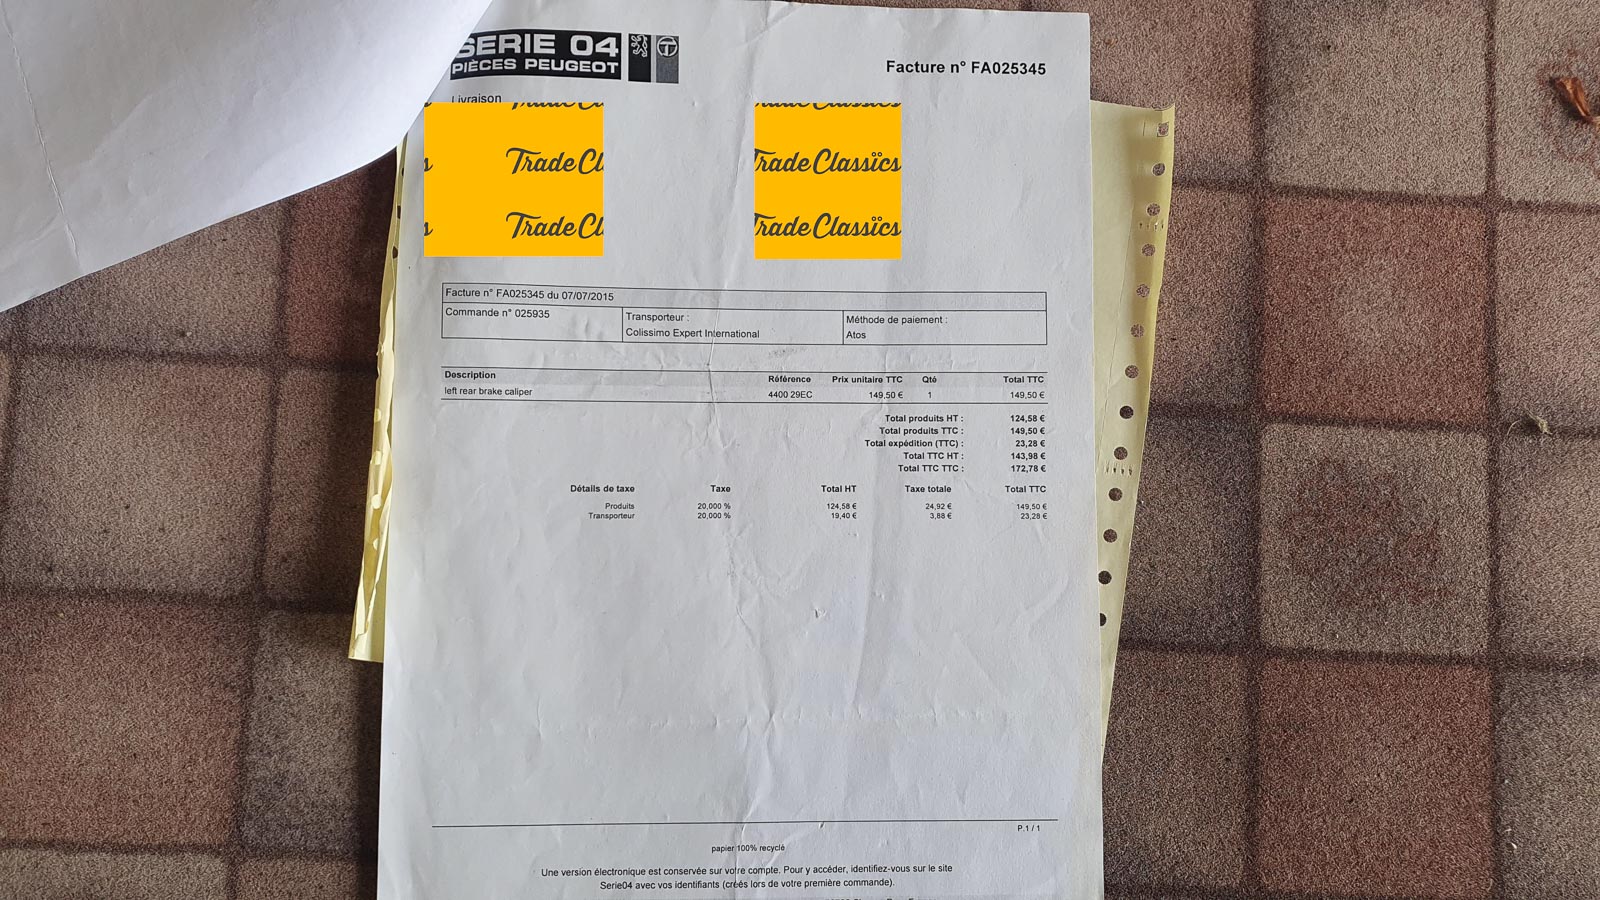 SERIE 04
PIÈCES PEUGEOT
Facture n° FA025345
Livraison
Trade Cl
Trade Classics
s
Trade Cl
Trade Classics
s
Facture n° FA025345 du 07/07/2015
Commande n° 025935
Transporteur :
Colissimo Expert International
Méthode de paiement :
Atos
Description Référence Prix unitaire TTC Qté Total TTC
left rear brake caliper 4400 29EC 149,50 € 1 149,50 €
Total produits HT : 124,58 €
Total produits TTC : 149,50 €
Total expédition (TTC) : 23,28 €
Total TTC HT : 143,98 €
Total TTC TTC : 172,78 €
Détails de taxe Taxe Total HT Taxe totale Total TTC
Produits 20,000 % 124,58 € 24,92 € 149,50 €
Transporteur 20,000 % 19,40 € 3,88 € 23,28 €
P.1 / 1
papier 100% recyclé
Une version électronique est conservée sur votre compte. Pour y accéder, identifiez-vous sur le site
Serie04 avec vos identifiants (créés lors de votre première commande).